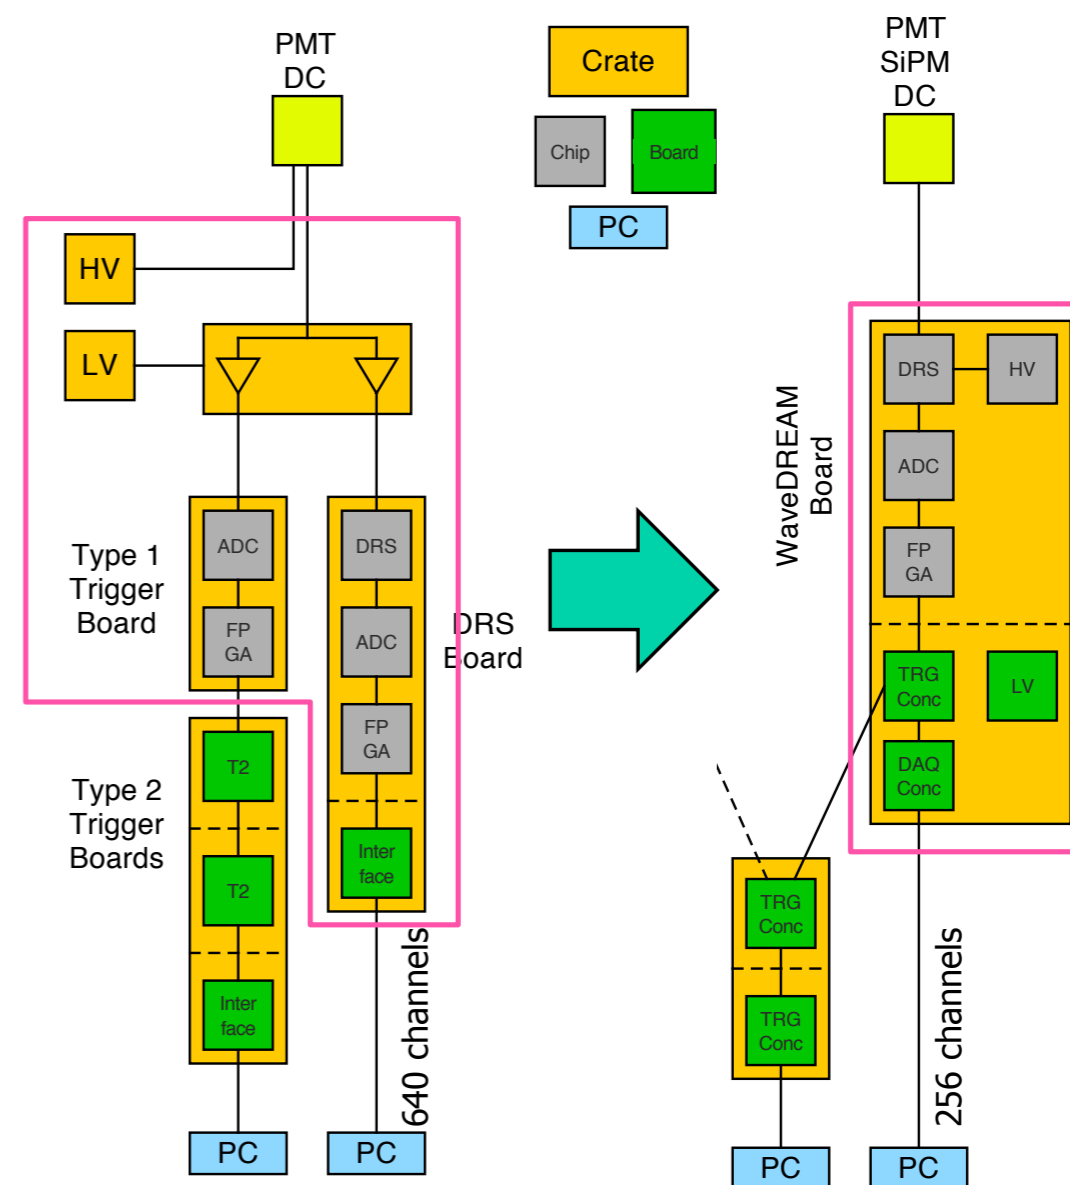 PMT
DC
Crate
Chip
Board
PC
PMT
SiPM
DC
HV
LV
Type 1
Trigger
Board
ADC
FP
GA
DRS
ADC
FP
GA
Inter
face
DRS
Board
Type 2
Trigger
Boards
T2
T2
Inter
face
640 channels
PC
PC
WaveDREAM
Board
DRS
HV
ADC
FP
GA
TRG
Conc
LV
DAQ
Conc
TRG
Conc
TRG
Conc
256 channels
PC
PC